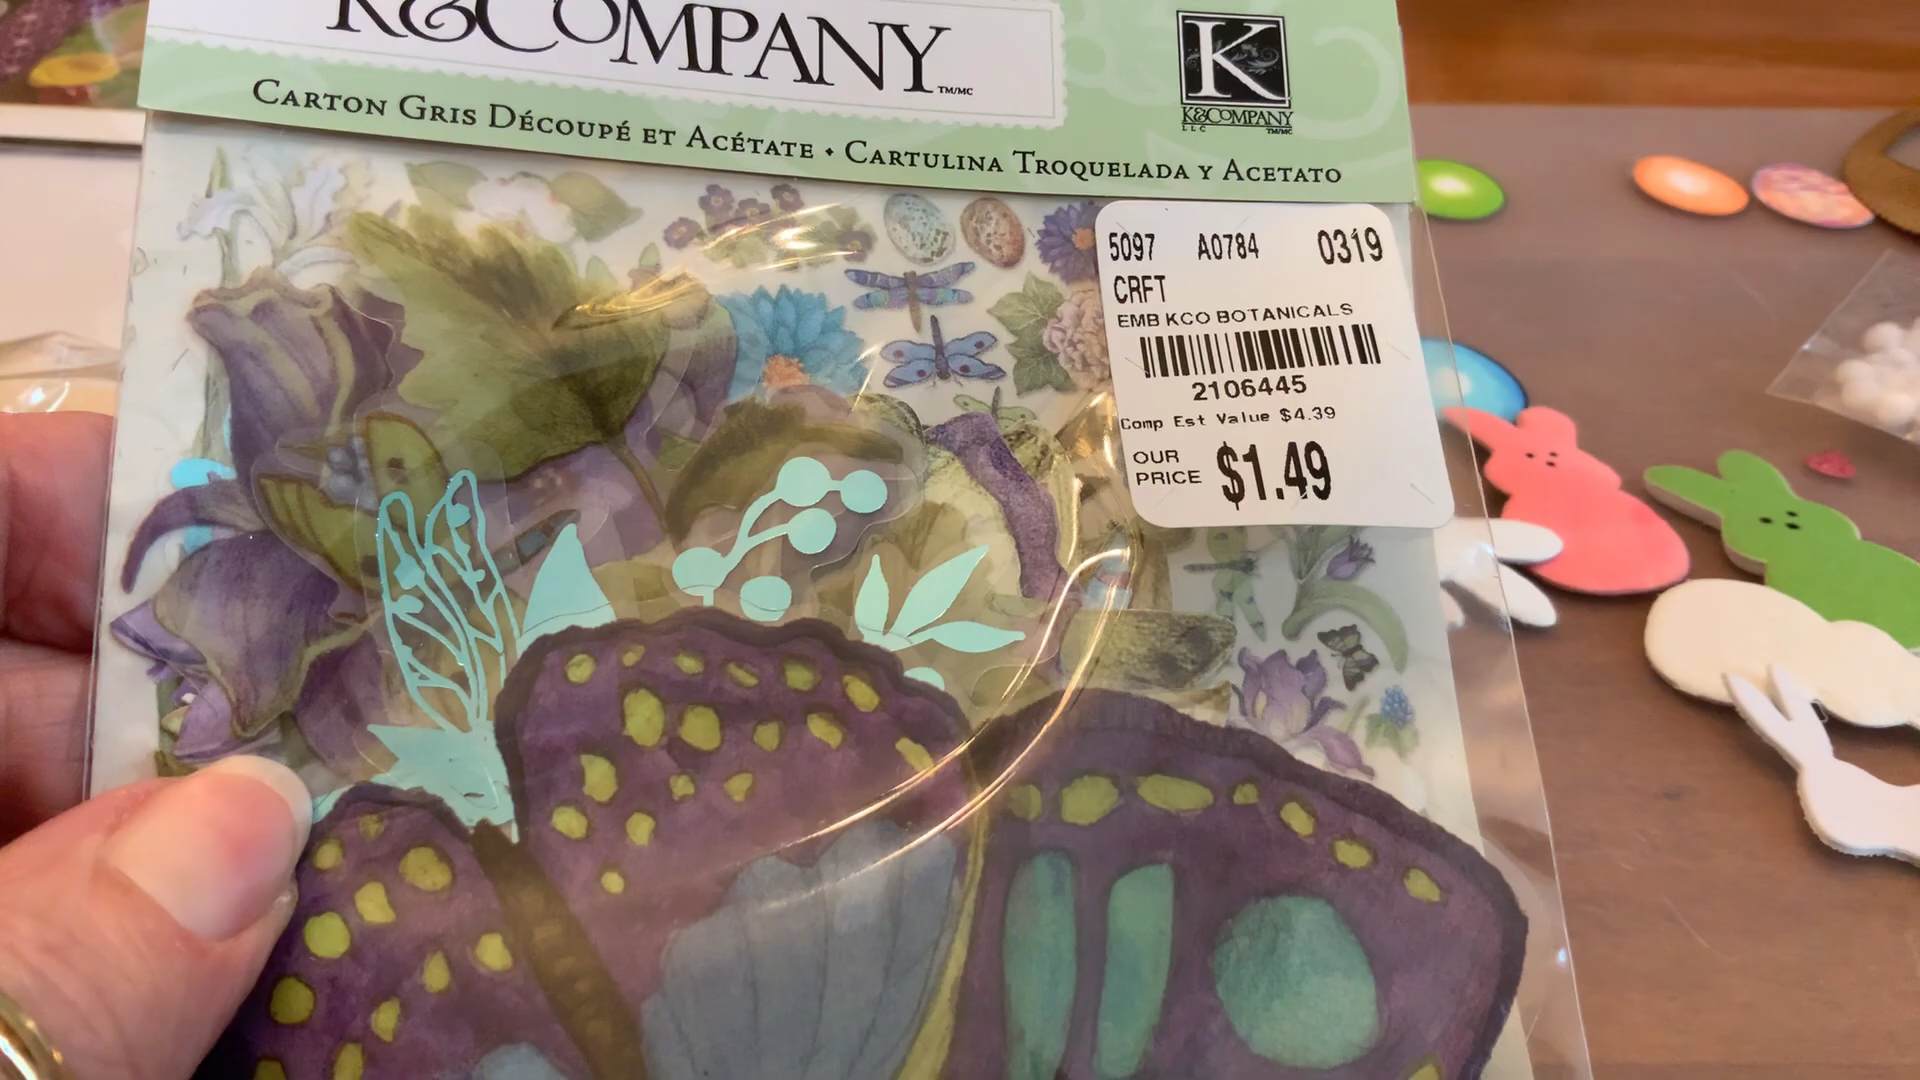 K&COMPANY TM/MC
CARTON GRIS DÉCOUPÉ ET ACÉTATE • CARTULINA TROQUELADA Y ACETATO
K
K&COMPANY
LLC TM/MC
5097 A0784 0319
CRFT
EMB KCO BOTANICALS
2106445
Comp Est Value $4.39
OUR
PRICE $1.49